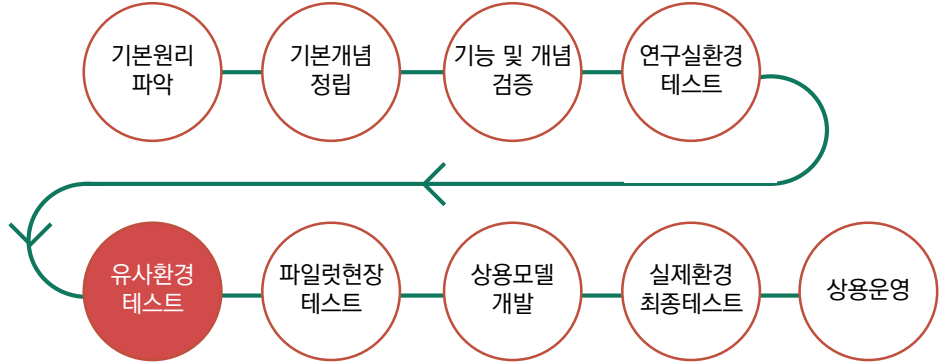 기본원리
파악
기본개념
정립
기능 및 개념
검증
연구실환경
테스트
유사환경
테스트
파일럿현장
테스트
상용모델
개발
실제환경
최종테스트
상용운영